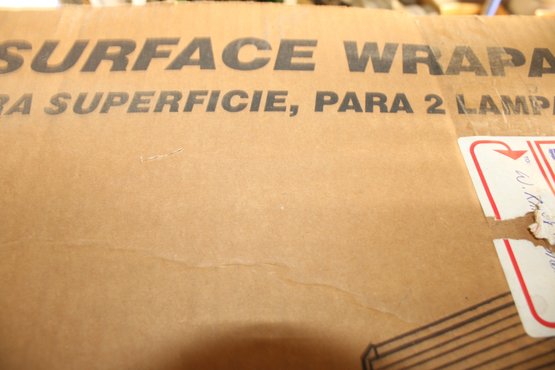 SURFACE WRAPA
RA SUPERFICIE, PARA 2 LAMP